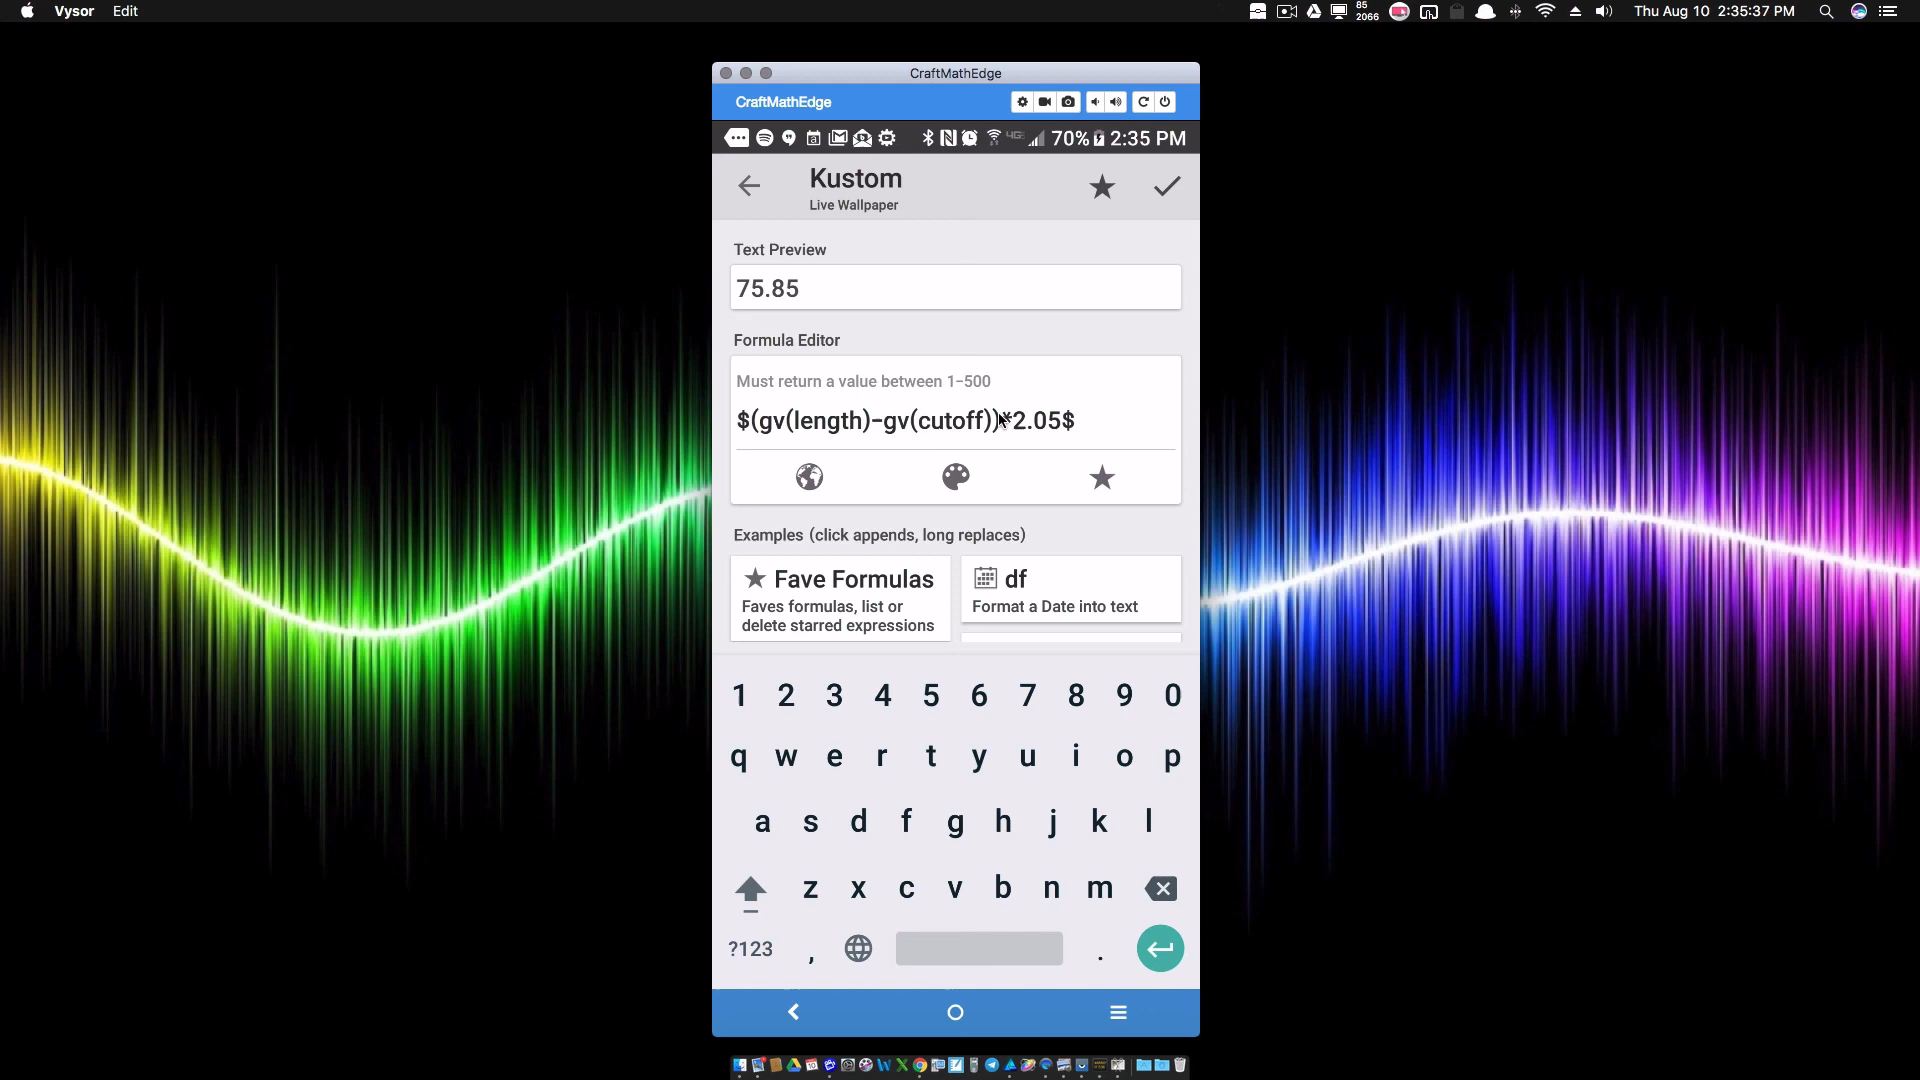 Vysor Edit
85
2066
Thu Aug 10 2:35:37 PM
CraftMathEdge
CraftMathEdge
4G 70% 2:35 PM
Kustom
Live Wallpaper
Text Preview
75.85
Formula Editor
Must return a value between 1-500
$(gv(length)-gv(cutoff))*2.05$
Examples (click appends, long replaces)
Fave Formulas
Faves formulas, list or
delete starred expressions
df
Format a Date into text
1 2 3 4 5 6 7 8 9 0
q w e r t y u i o p
a s d f g h j k l
z x c v b n m
?123 , .